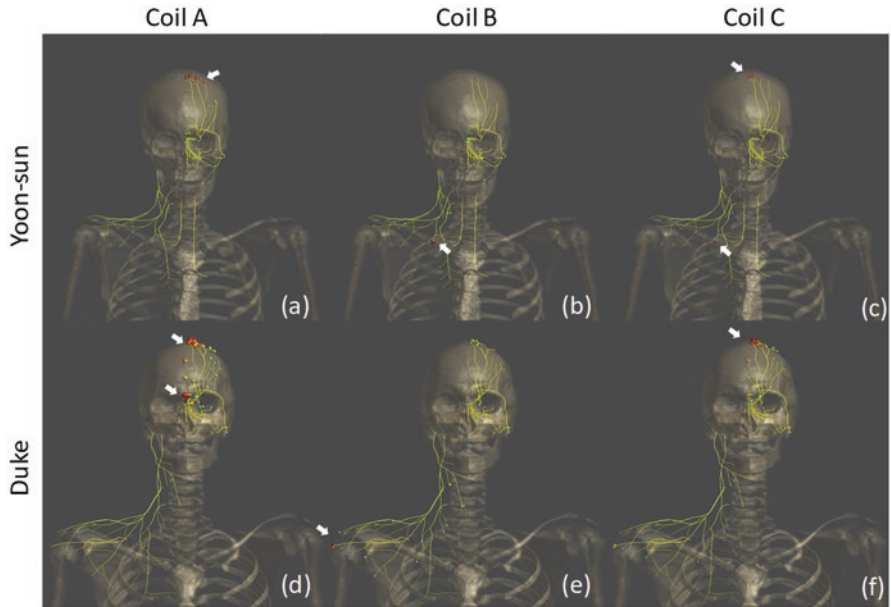 Coil A
Coil B
Coil C
Yoon-sun
(a)
(b)
(c)
Duke
(d)
(e)
(f)